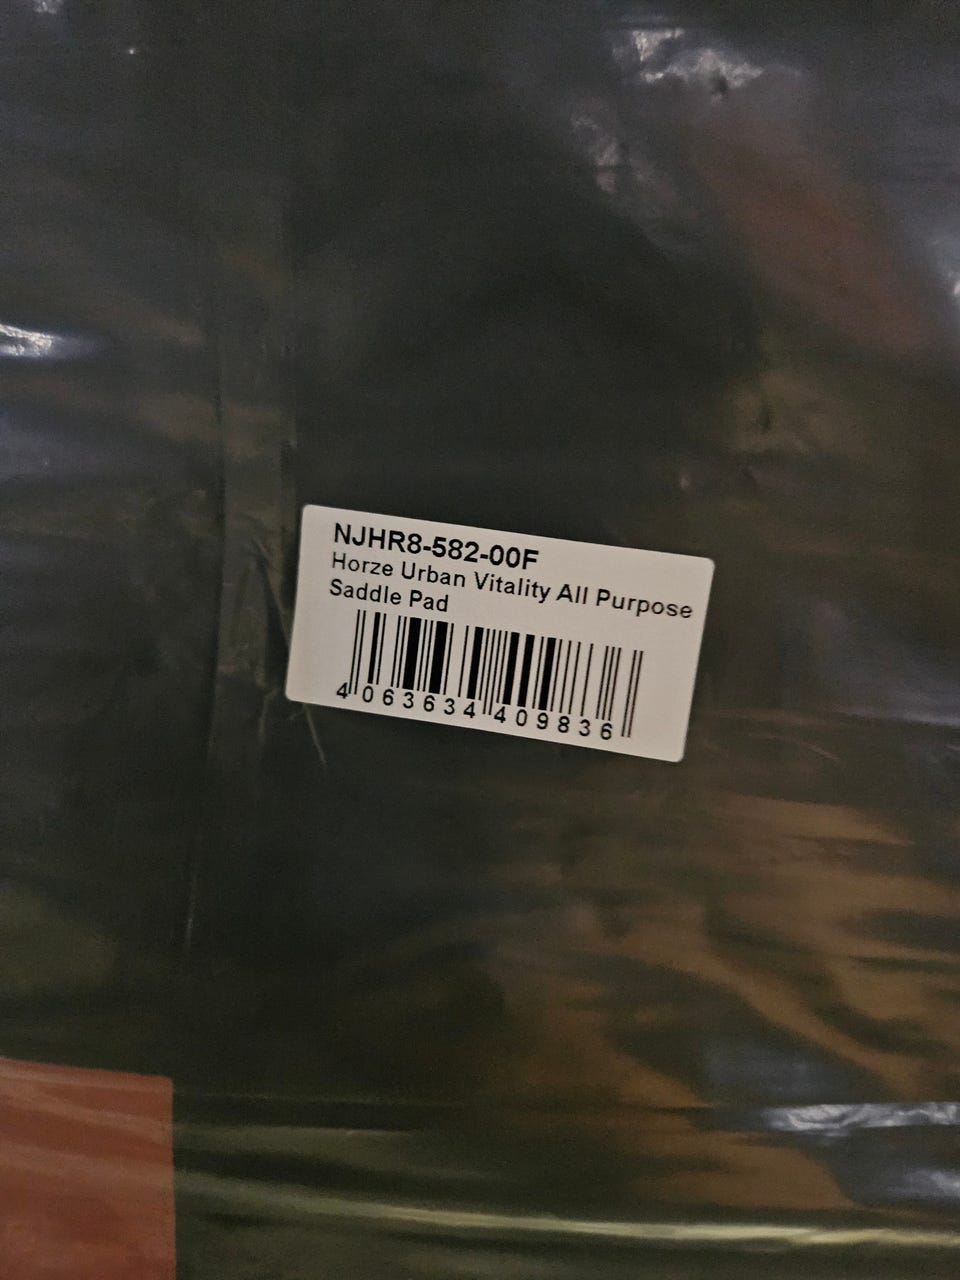 NJHR8-582-00F
Horze Urban Vitality All Purpose
Saddle Pad
4 063634 409836